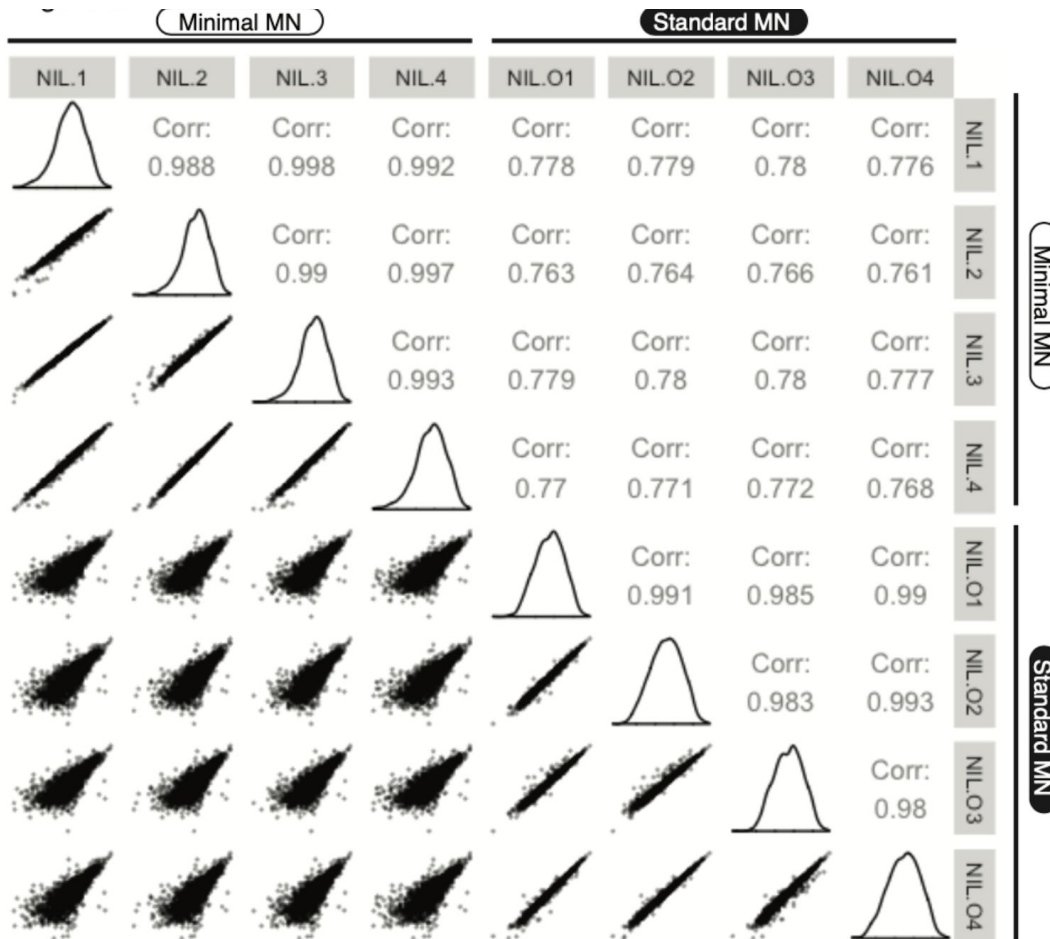 Minimal MN Standard MN
NIL.1 NIL.2 NIL.3 NIL.4 NIL.O1 NIL.O2 NIL.O3 NIL.O4
Corr: Corr: Corr: Corr: Corr: Corr: Corr:
0.988 0.998 0.992 0.778 0.779 0.78 0.776
NIL.1
Corr: Corr: Corr: Corr: Corr: Corr:
0.99 0.997 0.763 0.764 0.766 0.761
NIL.2
Corr: Corr: Corr: Corr: Corr:
0.993 0.779 0.78 0.78 0.777
NIL.3
Corr: Corr: Corr: Corr:
0.77 0.771 0.772 0.768
NIL.4
Minimal MN
Corr: Corr: Corr:
0.991 0.985 0.99
NIL.O1
Corr: Corr:
0.983 0.993
NIL.O2
Corr:
0.98
NIL.O3
NIL.O4
Standard MN